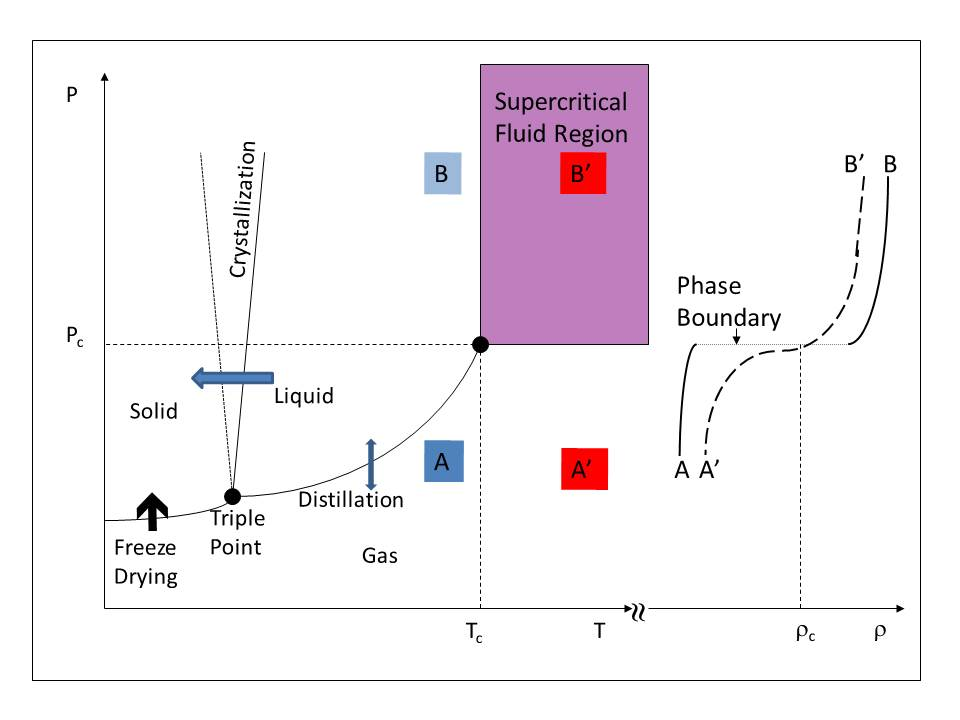 P
Supercritical
Fluid Region
Crystallization
B
B’
B’
B
Phase
Boundary
Pc
Solid
Liquid
A
A’
A
A’
Distillation
Triple
Point
Freeze
Drying
Gas
Tc
T
ρc
ρ